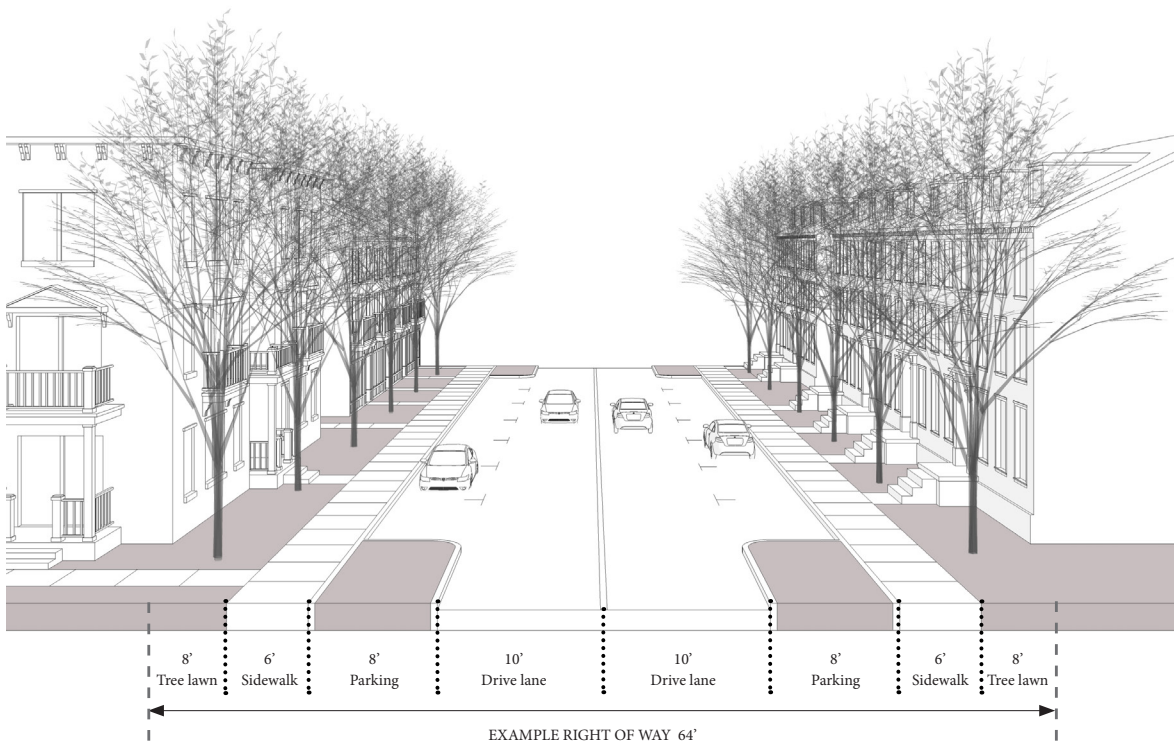 8’ 6’ 8’ 10’ 10’ 8’ 6’ 8’
Tree lawn Sidewalk Parking Drive lane Drive lane Parking Sidewalk Tree lawn
EXAMPLE RIGHT OF WAY 64’